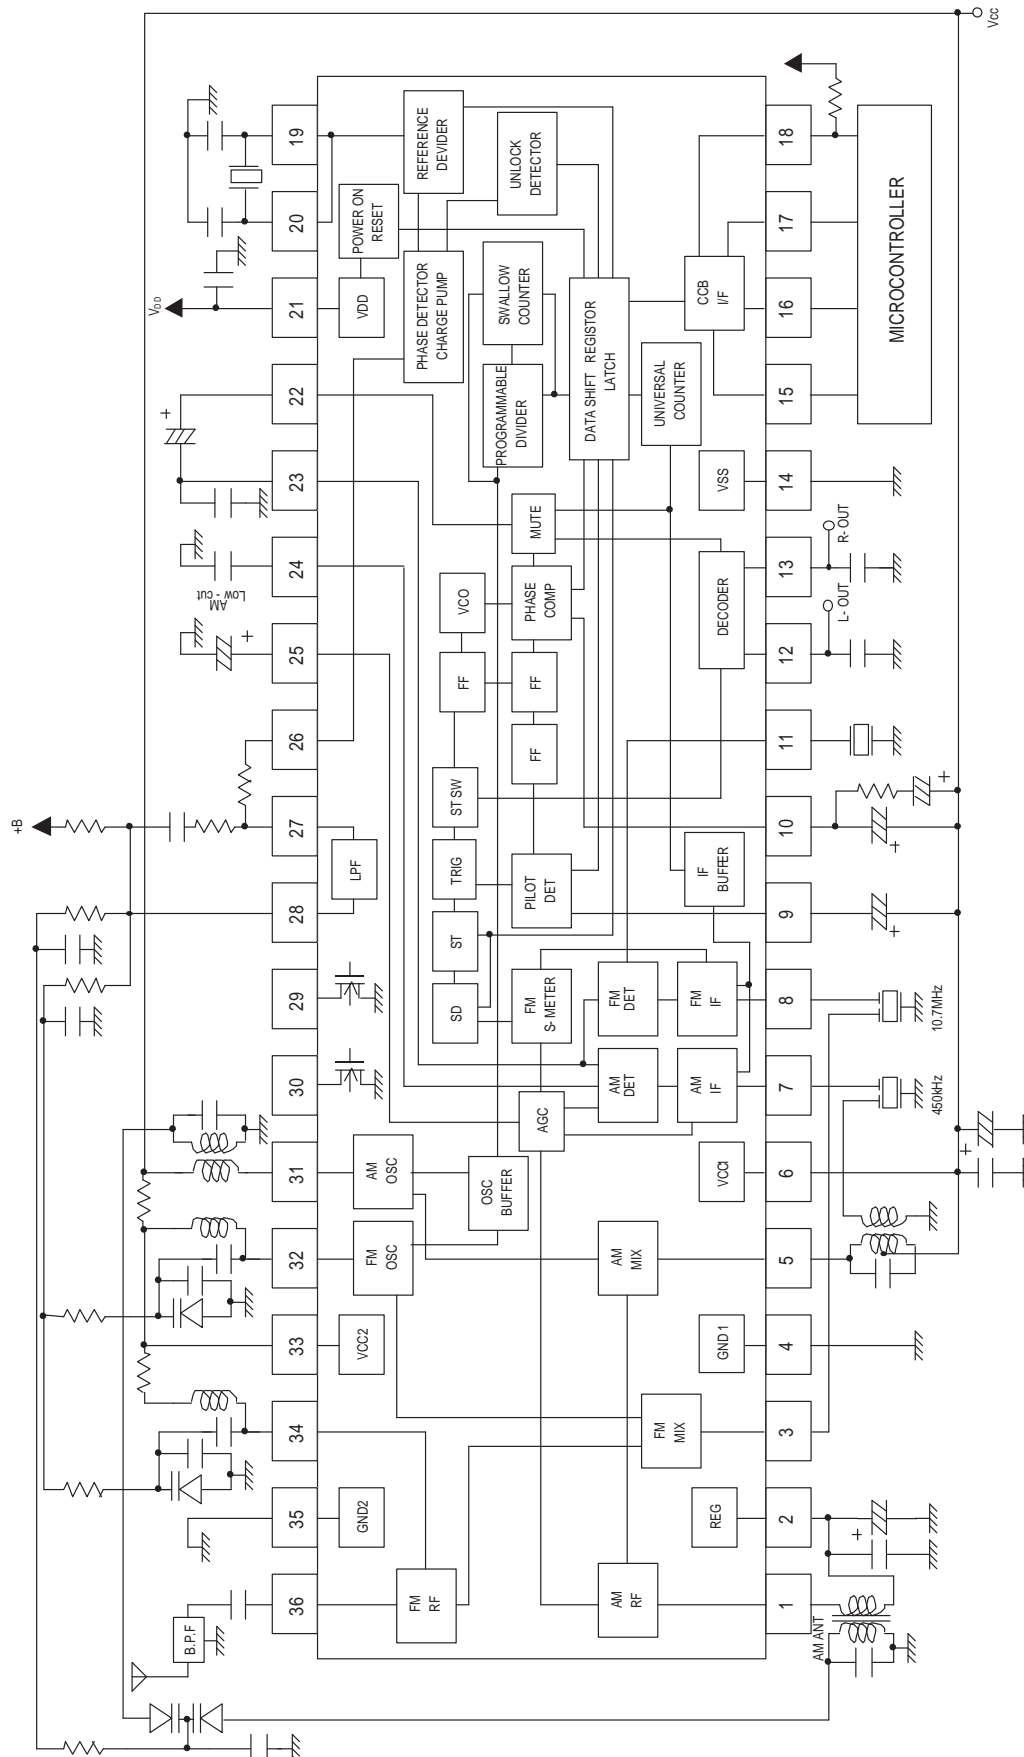 Vcc
VDD
+B
AM
Low - cut
+
+
19
20
21
22
23
24
25
26
27
28
29
30
31
32
33
34
35
36
REFERENCE
DEVIDER
UNLOCK
DETECTOR
POWER ON
RESET
VDD
PHASE DETECTOR
CHARGE PUMP
SWALLOW
COUNTER
PROGRAMMABLE
DIVIDER
DATA SHIFT REGISTOR
LATCH
CCB
I/F
UNIVERSAL
COUNTER
VSS
MUTE
VCO
PHASE
COMP
DECODER
FF
FF
FF
ST SW
LPF
TRIG
PILOT
DET
IF
BUFFER
ST
SD
FM
S- METER
FM
DET
FM
IF
AM
DET
AM
IF
AGC
AM
OSC
OSC
BUFFER
VCCI
FM
OSC
AM
MIX
VCC2
GND1
FM
MIX
GND2
REG
FM
RF
AM
RF
B.P.F
18
17
16
15
14
13
12
11
10
9
8
7
6
5
4
3
2
1
MICROCONTROLLER
R- OUT
L- OUT
+
+
+
10.7MHz
450kHz
+
+
AM ANT